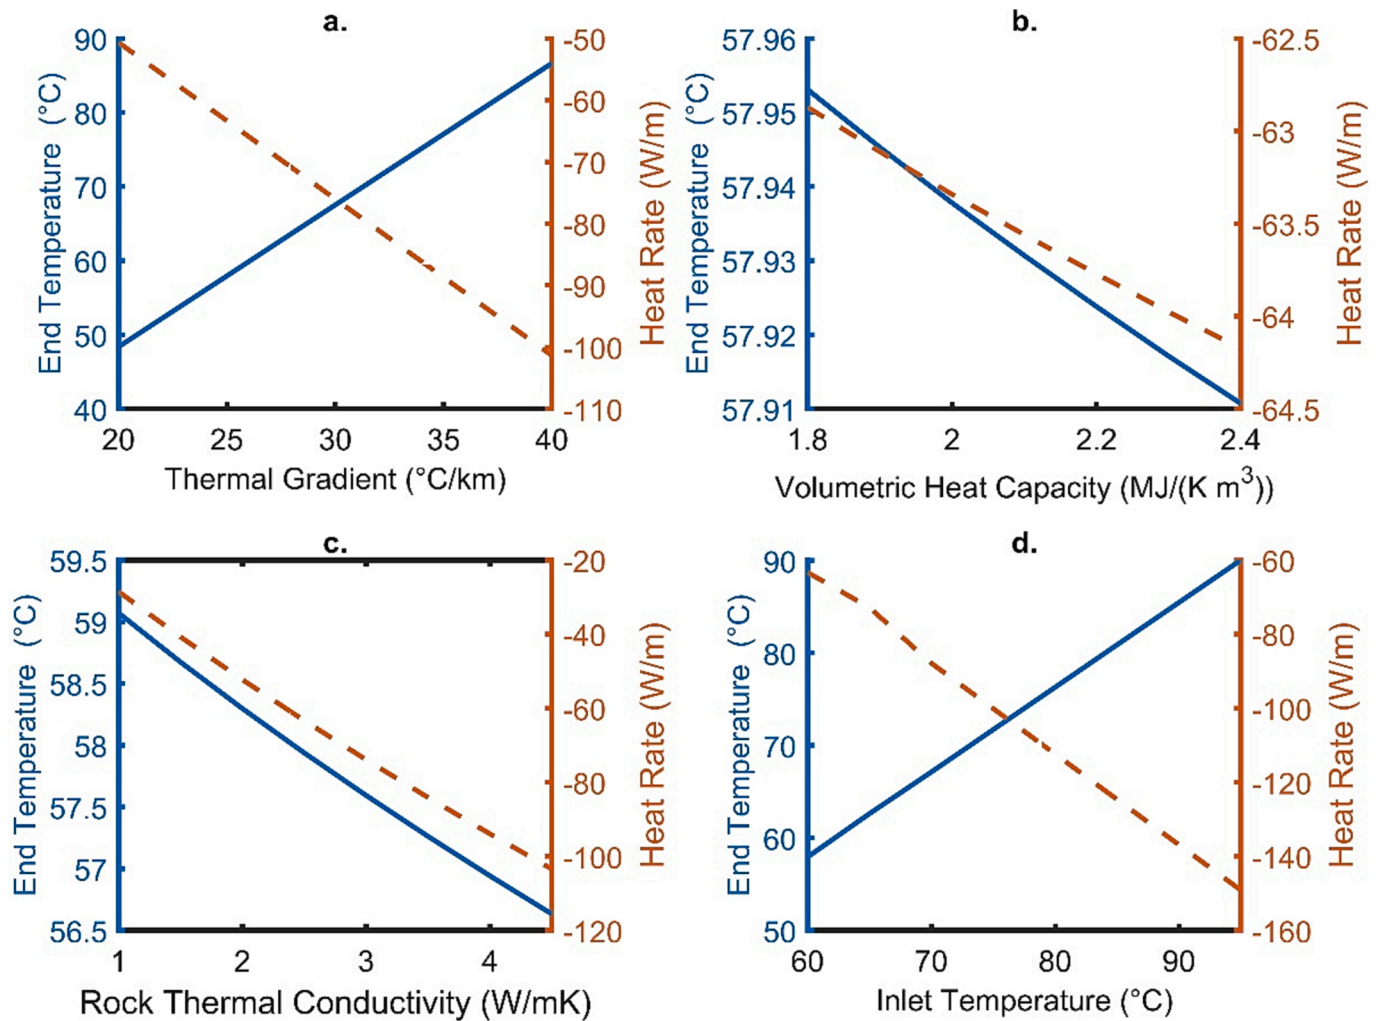 a.
90
80
70
60
50
40
End Temperature (°C)
-50
-60
-70
-80
-90
-100
-110
Heat Rate (W/m)
20 25 30 35 40
Thermal Gradient (°C/km)
b.
57.96
57.95
57.94
57.93
57.92
57.91
End Temperature (°C)
-62.5
-63
-63.5
-64
-64.5
Heat Rate (W/m)
1.8 2 2.2 2.4
Volumetric Heat Capacity (MJ/(K m³))
c.
59.5
59
58.5
58
57.5
57
56.5
End Temperature (°C)
-20
-40
-60
-80
-100
-120
Heat Rate (W/m)
1 2 3 4
Rock Thermal Conductivity (W/mK)
d.
90
80
70
60
50
End Temperature (°C)
-60
-80
-100
-120
-140
-160
Heat Rate (W/m)
60 70 80 90
Inlet Temperature (°C)